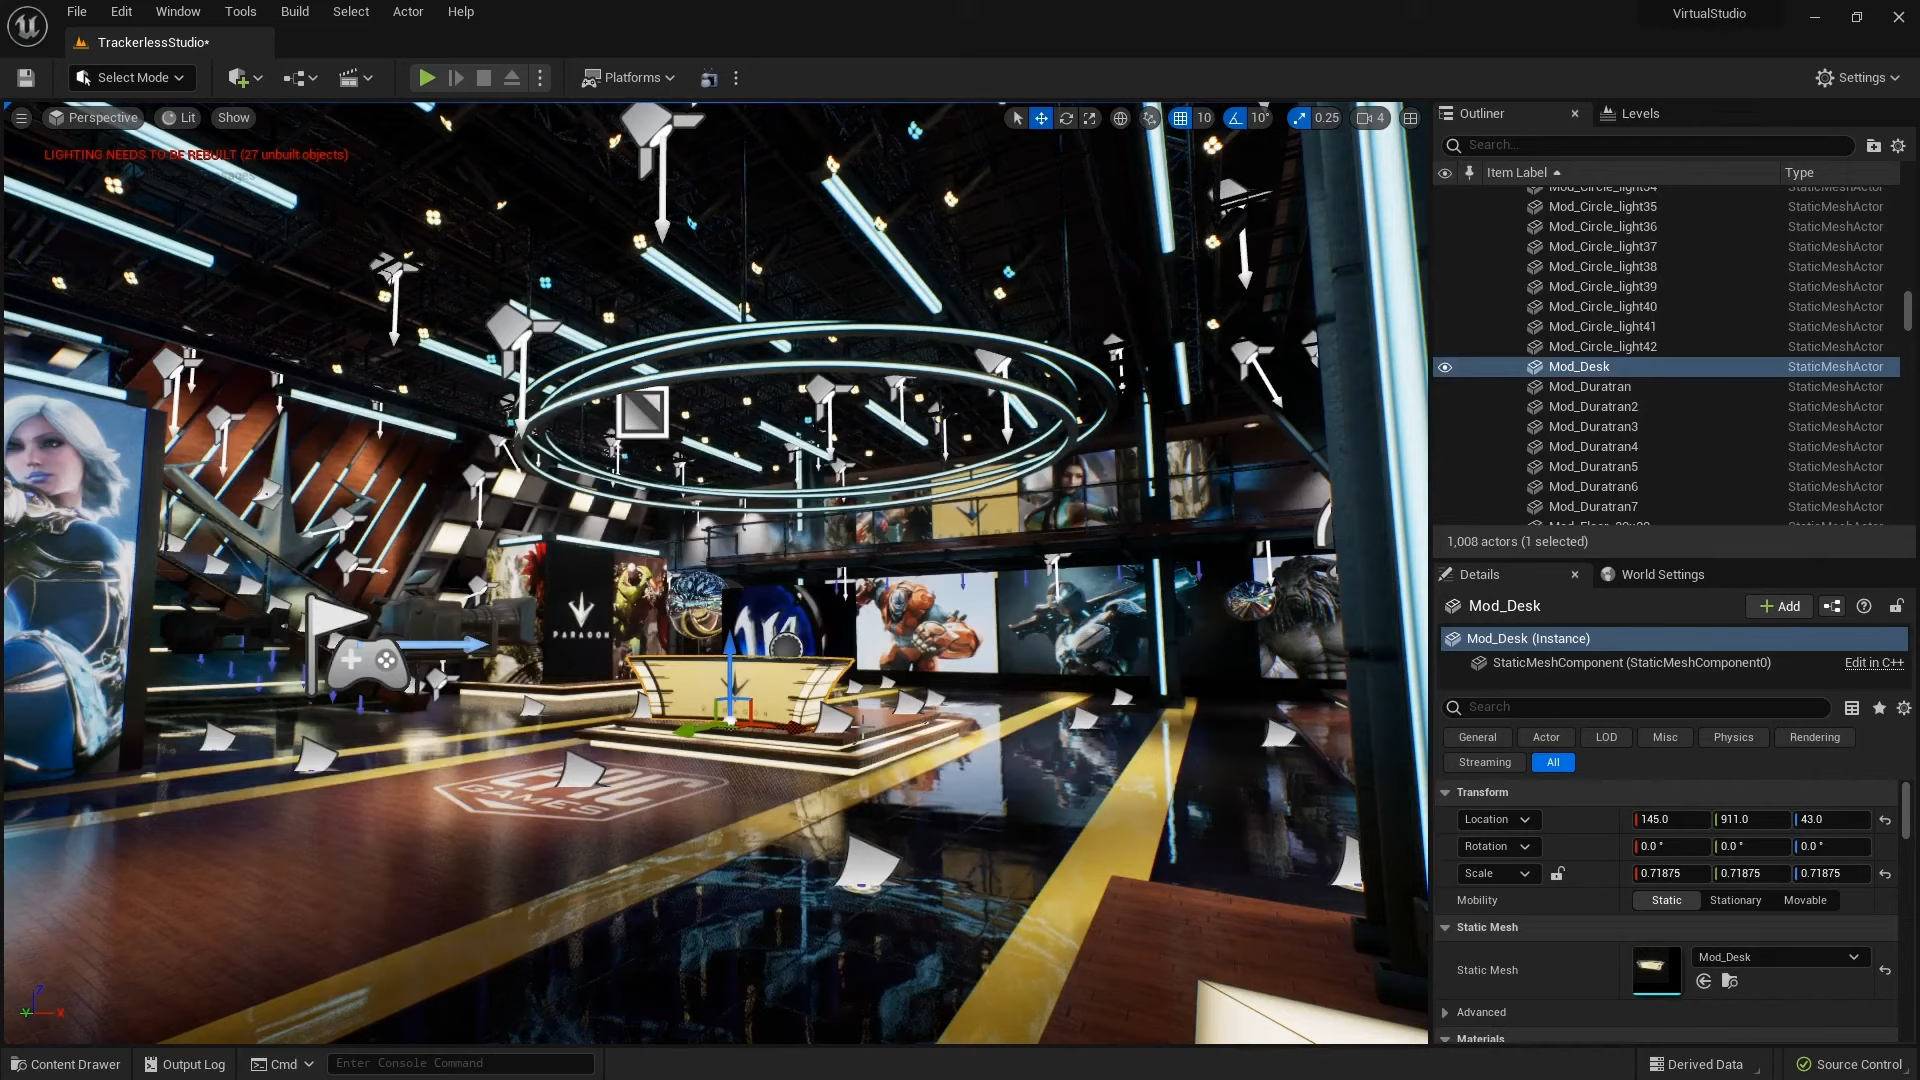 File Edit Window Tools Build Select Actor Help
VirtualStudio
TrackerlessStudio*
Select Mode
Platforms
Settings
Perspective Lit Show
10 10° 0.25 4
LIGHTING NEEDS TO BE REBUILT (27 unbuilt objects)
PARAGON
EPIC
GAMES
Outliner Levels
Search...
Item Label Type
Mod_Circle_light34 StaticMeshActor
Mod_Circle_light35 StaticMeshActor
Mod_Circle_light36 StaticMeshActor
Mod_Circle_light37 StaticMeshActor
Mod_Circle_light38 StaticMeshActor
Mod_Circle_light39 StaticMeshActor
Mod_Circle_light40 StaticMeshActor
Mod_Circle_light41 StaticMeshActor
Mod_Circle_light42 StaticMeshActor
Mod_Desk StaticMeshActor
Mod_Duratran StaticMeshActor
Mod_Duratran2 StaticMeshActor
Mod_Duratran3 StaticMeshActor
Mod_Duratran4 StaticMeshActor
Mod_Duratran5 StaticMeshActor
Mod_Duratran6 StaticMeshActor
Mod_Duratran7 StaticMeshActor
1,008 actors (1 selected)
Details World Settings
Mod_Desk
Add
Mod_Desk (Instance)
StaticMeshComponent (StaticMeshComponent0) Edit in C++
Search
General Actor LOD Misc Physics Rendering
Streaming All
Transform
Location 145.0 911.0 43.0
Rotation 0.0 ° 0.0 ° 0.0 °
Scale 0.71875 0.71875 0.71875
Mobility Static Stationary Movable
Static Mesh
Static Mesh Mod_Desk
Advanced
Materials
Content Drawer Output Log Cmd Enter Console Command
Derived Data Source Control